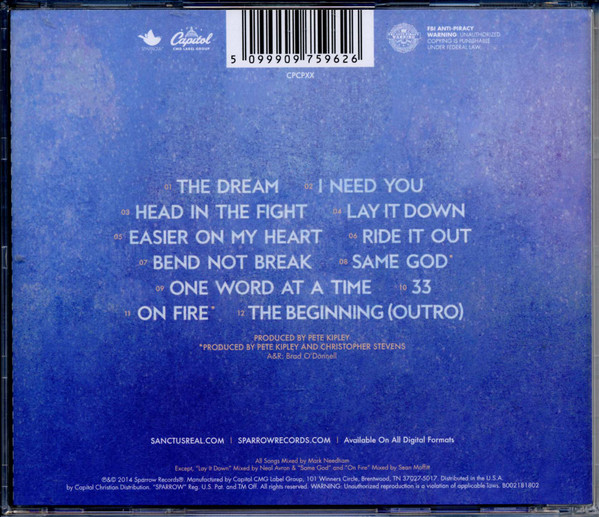 SPARROW
Capitol
CMG LABEL GROUP
5 099909 759626
CPCPXX
FBI ANTI-PIRACY
WARNING: UNAUTHORIZED
COPYING IS PUNISHABLE
UNDER FEDERAL LAW.
01 THE DREAM 02 I NEED YOU
03 HEAD IN THE FIGHT 04 LAY IT DOWN
05 EASIER ON MY HEART 06 RIDE IT OUT
07 BEND NOT BREAK 08 SAME GOD*
09 ONE WORD AT A TIME 10 33
11 ON FIRE* 12 THE BEGINNING (OUTRO)
PRODUCED BY PETE KIPLEY
*PRODUCED BY PETE KIPLEY AND CHRISTOPHER STEVENS
A&R: Brad O'Donnell
SANCTUSREAL.COM | SPARROWRECORDS.COM | Available On All Digital Formats
All Songs Mixed by Mark Needham
Except, "Lay It Down" Mixed by Neal Avron & "Same God" and "On Fire" Mixed by Sean Moffitt
℗&© 2014 Sparrow Records®. Manufactured by Capitol CMG Label Group, 101 Winners Circle, Brentwood, TN 37027-5017. Distributed in the U.S.A.
by Capitol Christian Distribution. "SPARROW" Reg. U.S. Pat. and TM Off. All rights reserved. WARNING: Unauthorized reproduction is a violation of applicable laws. B002181802